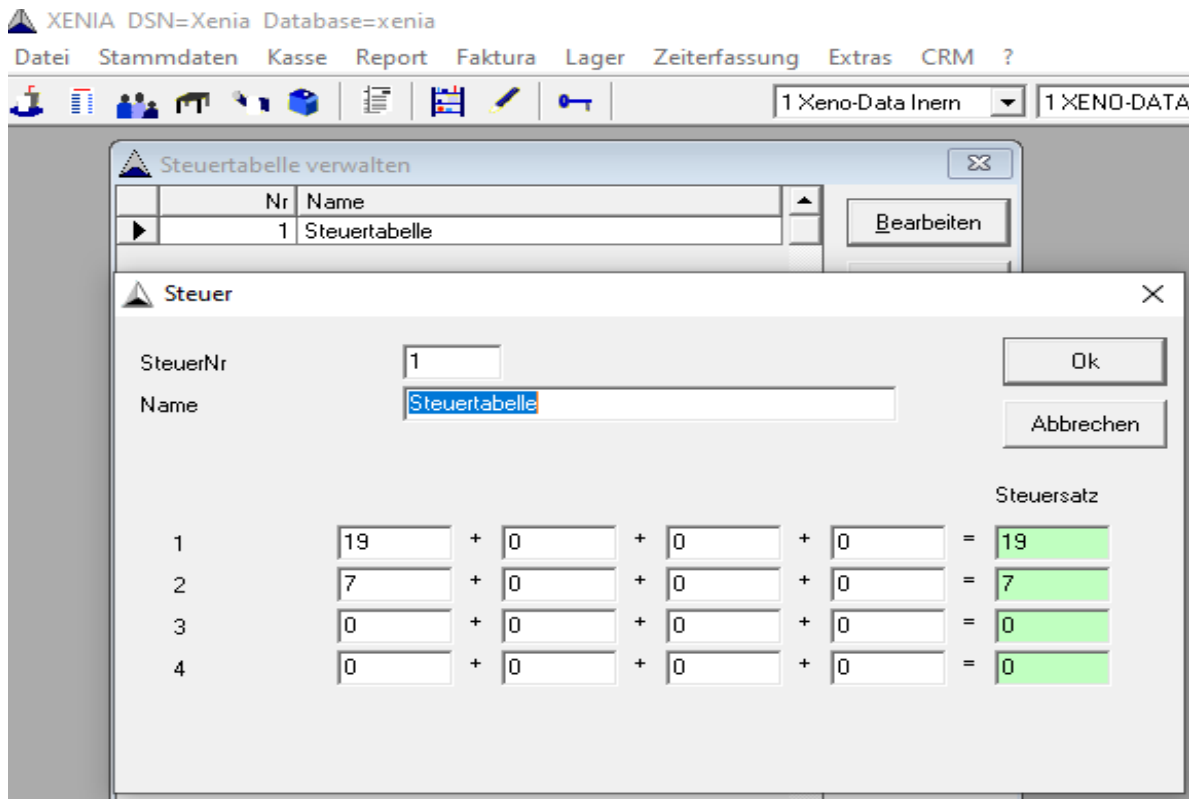 XENIA DSN=Xenia Database=xenia
Datei Stammdaten Kasse Report Faktura Lager Zeiterfassung Extras CRM ?
1 Xeno-Data Inern 1 XENO-DATA
Steuertabelle verwalten
Nr Name
1 Steuertabelle
Bearbeiten
Steuer
SteuerNr 1
Ok
Name Steuertabelle
Abbrechen
Steuersatz
1 19 + 0 + 0 + 0 = 19
2 7 + 0 + 0 + 0 = 7
3 0 + 0 + 0 + 0 = 0
4 0 + 0 + 0 + 0 = 0